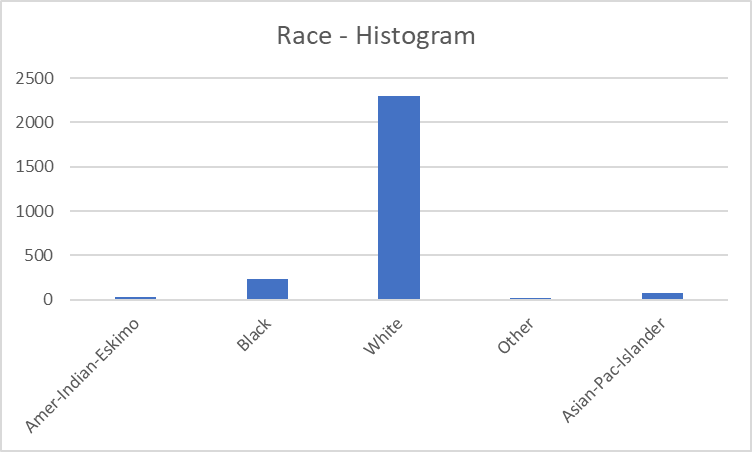 Race - Histogram
2500
2000
1500
1000
500
0
Amer-Indian-Eskimo
Black
White
Other
Asian-Pac-Islander